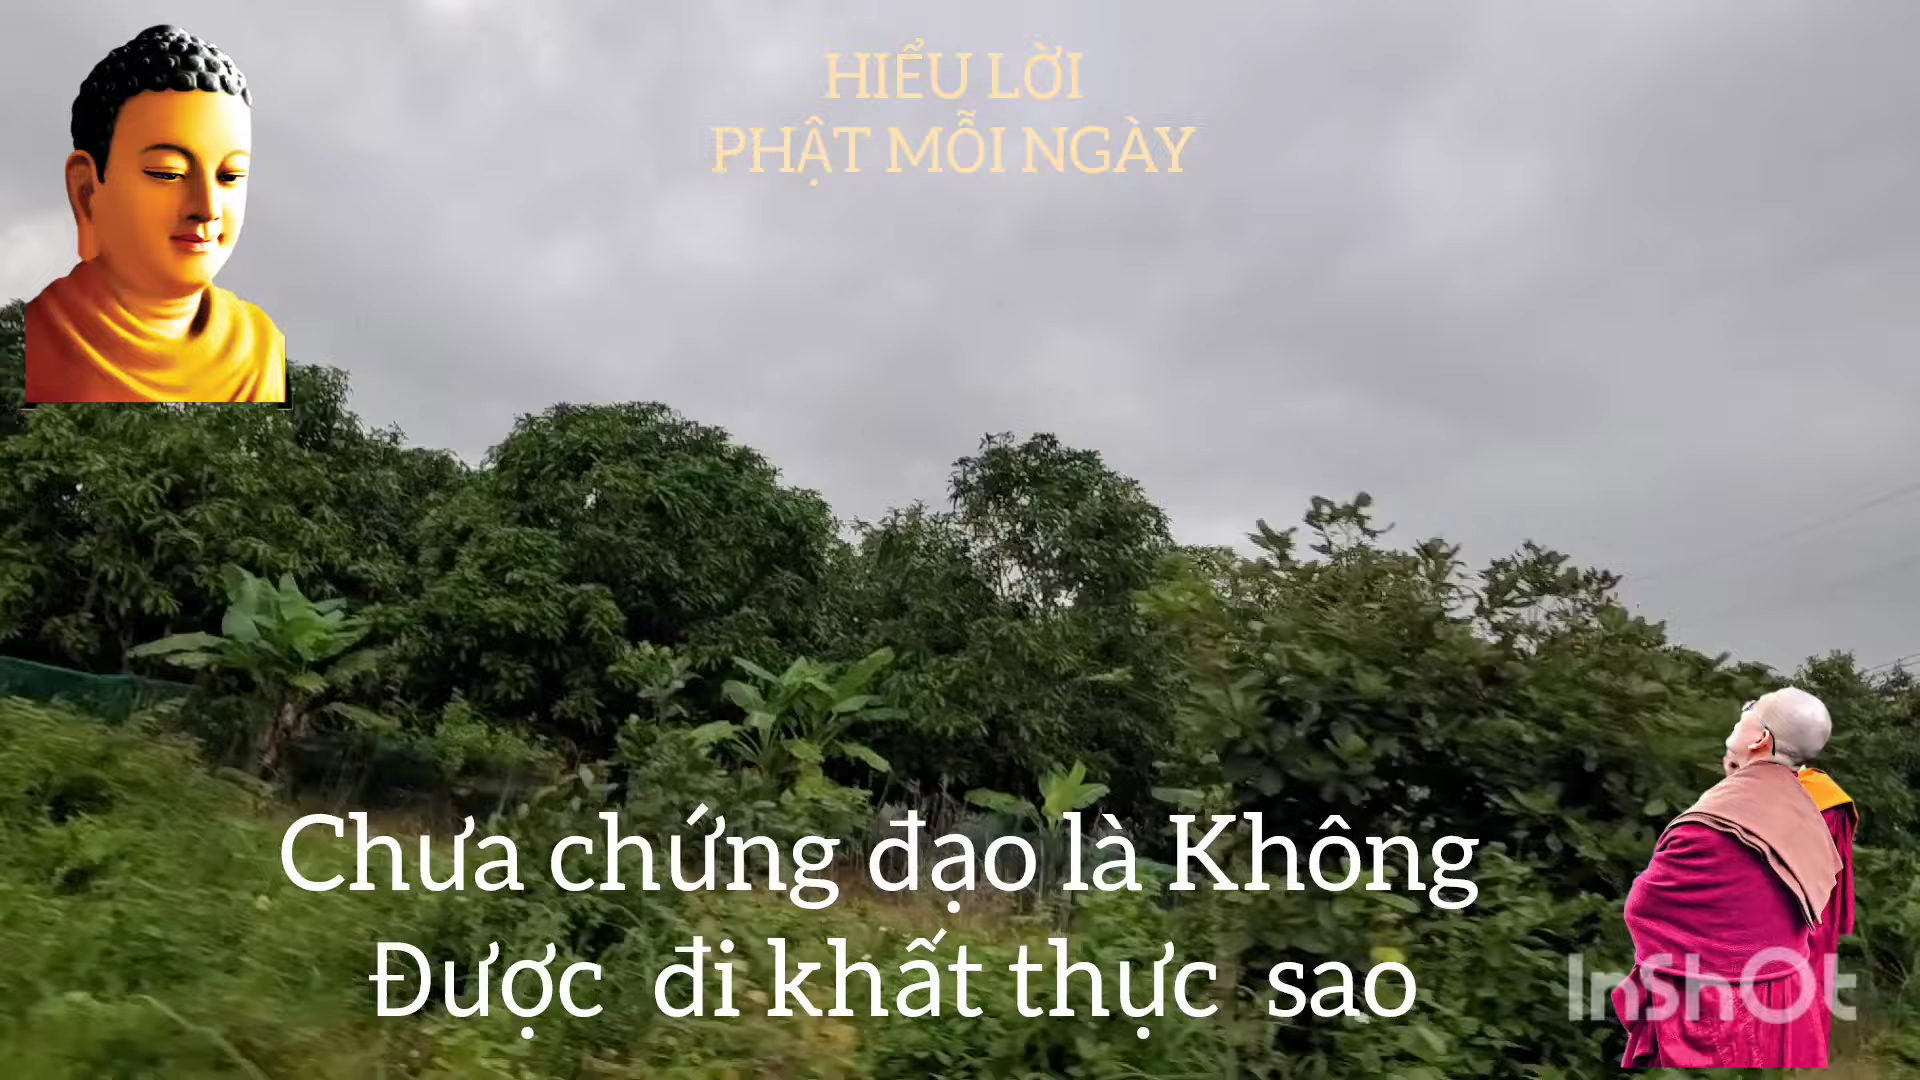 HIỂU LỜI
PHẬT MỖI NGÀY
Chưa chứng đạo là Không
Được đi khất thực sao
InShOt